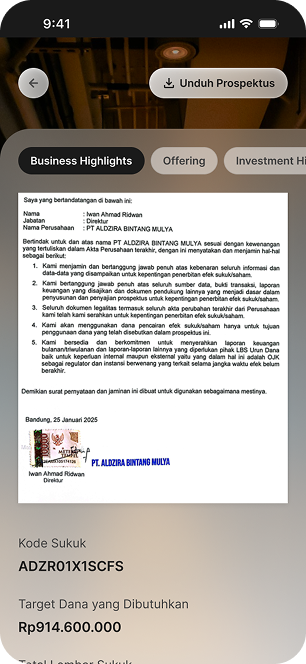 9:41
Unduh Prospektus
Business Highlights
Offering
Investment Hi
Saya yang bertandatangan di bawah ini:
Nama : Iwan Ahmad Ridwan
Jabatan : Direktur
Nama Perusahaan : PT ALDZIRA BINTANG MULYA
Bertindak untuk dan atas nama PT ALDZIRA BINTANG MULYA sesuai dengan kewenangan
yang tertuliskan dalam Akta Perusahaan terakhir, dengan ini menyatakan dan menjamin hal-hal
sebagai berikut:
1. Kami menjamin dan bertanggung jawab penuh atas kebenaran seluruh informasi dan
data-data yang disampaikan untuk kepentingan penerbitan efek sukuk/saham.
2. Kami bertanggung jawab penuh atas seluruh sumber data, bukti transaksi, laporan
keuangan yang disajikan dan dokumen pendukung lainnya yang menjadi dasar dalam
penyusunan dan penyajian prospektus untuk kepentingan penerbitan efek sukuk/saham.
3. Seluruh dokumen legalitas termasuk seluruh akta perubahan terakhir dari Perusahaan
kami telah kami serahkan untuk kepentingan penerbitan efek sukuk/saham.
4. Kami akan menggunakan dana pencairan efek sukuk/saham hanya untuk tujuan
penggunaan dana yang telah disebutkan dalam prospektus ini.
5. Kami bersedia dan berkomitmen untuk menyerahkan laporan keuangan
bulanan/triwulanan dan laporan-laporan lainnya yang diperlukan pihak LBS Urun Dana
baik untuk keperluan internal maupun eksternal yaitu yang dalam hal ini adalah OJK
sebagai regulator dan instansi berwenang yang terkait selama jangka waktu efek belum
berakhir.
Demikian surat pernyataan dan jaminan ini dibuat untuk digunakan sebagaimana mestinya.
Bandung, 25 Januari 2025
PT. ALDZIRA BINTANG MULYA
Iwan Ahmad Ridwan
Direktur
Kode Sukuk
ADZR01X1SCFS
Target Dana yang Dibutuhkan
Rp914.600.000
Total Lembar Sukuk